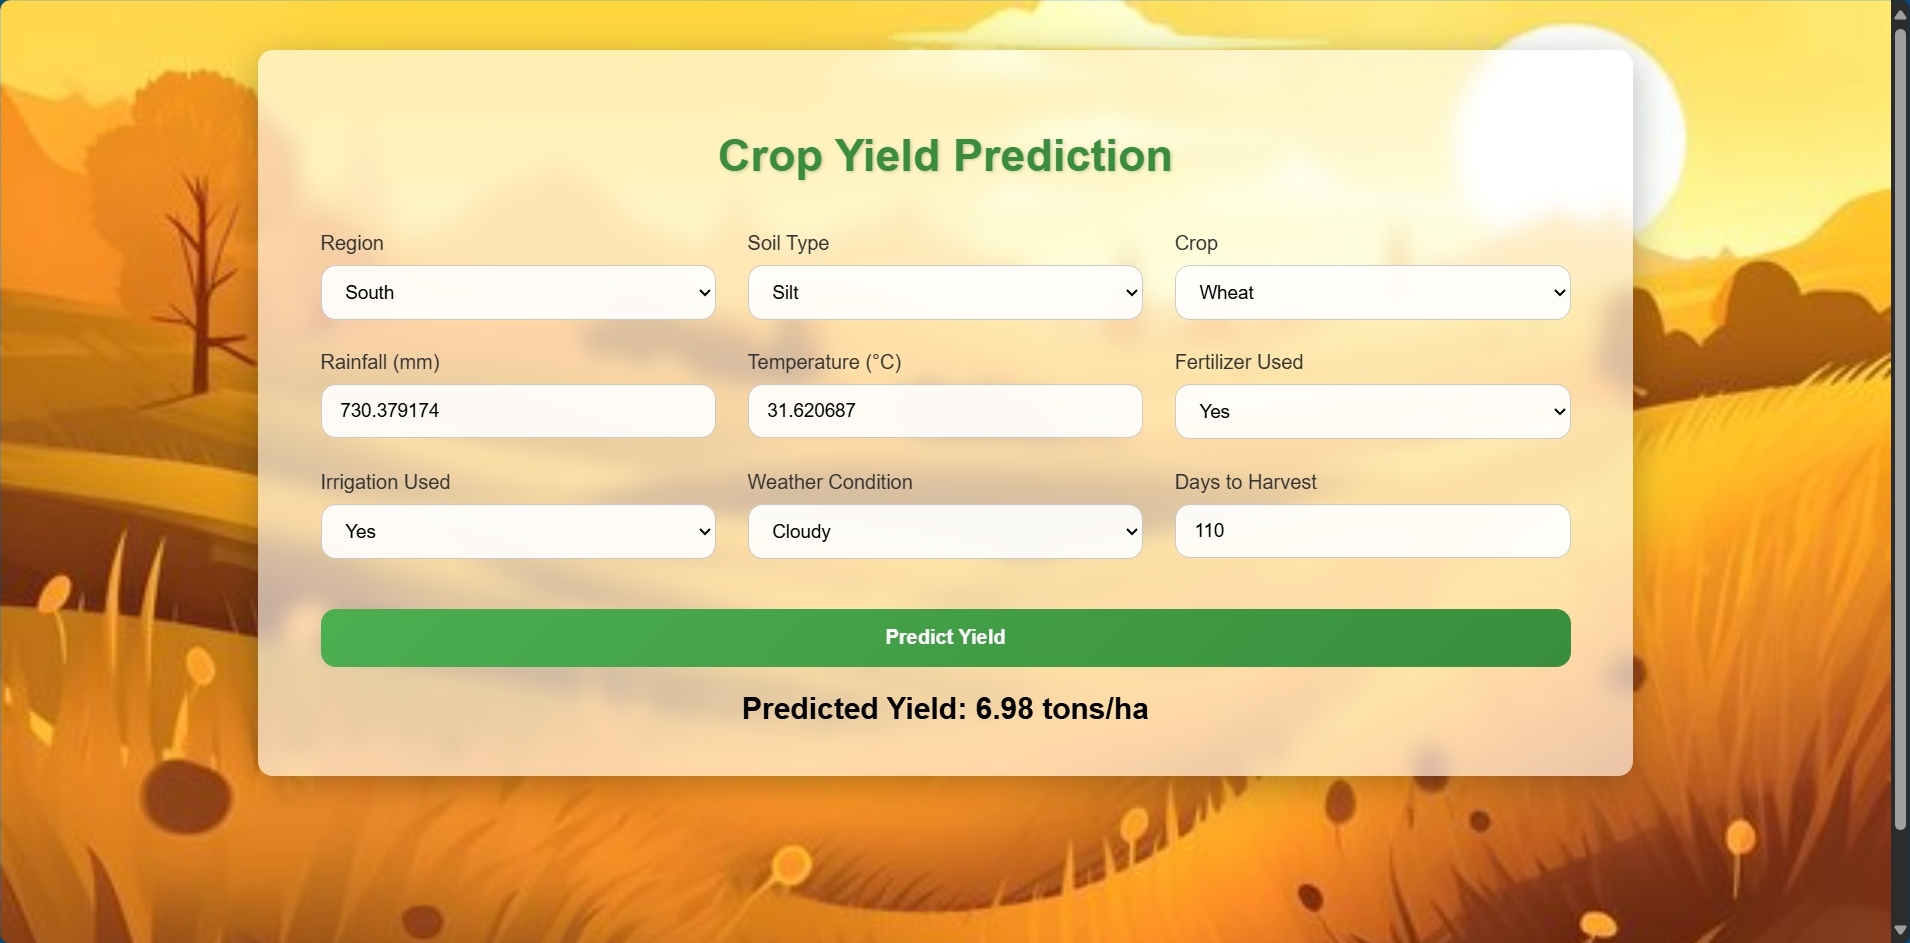 Crop Yield Prediction
Region Soil Type Crop
South Silt Wheat
Rainfall (mm) Temperature (°C) Fertilizer Used
730.379174 31.620687 Yes
Irrigation Used Weather Condition Days to Harvest
Yes Cloudy 110
Predict Yield
Predicted Yield: 6.98 tons/ha